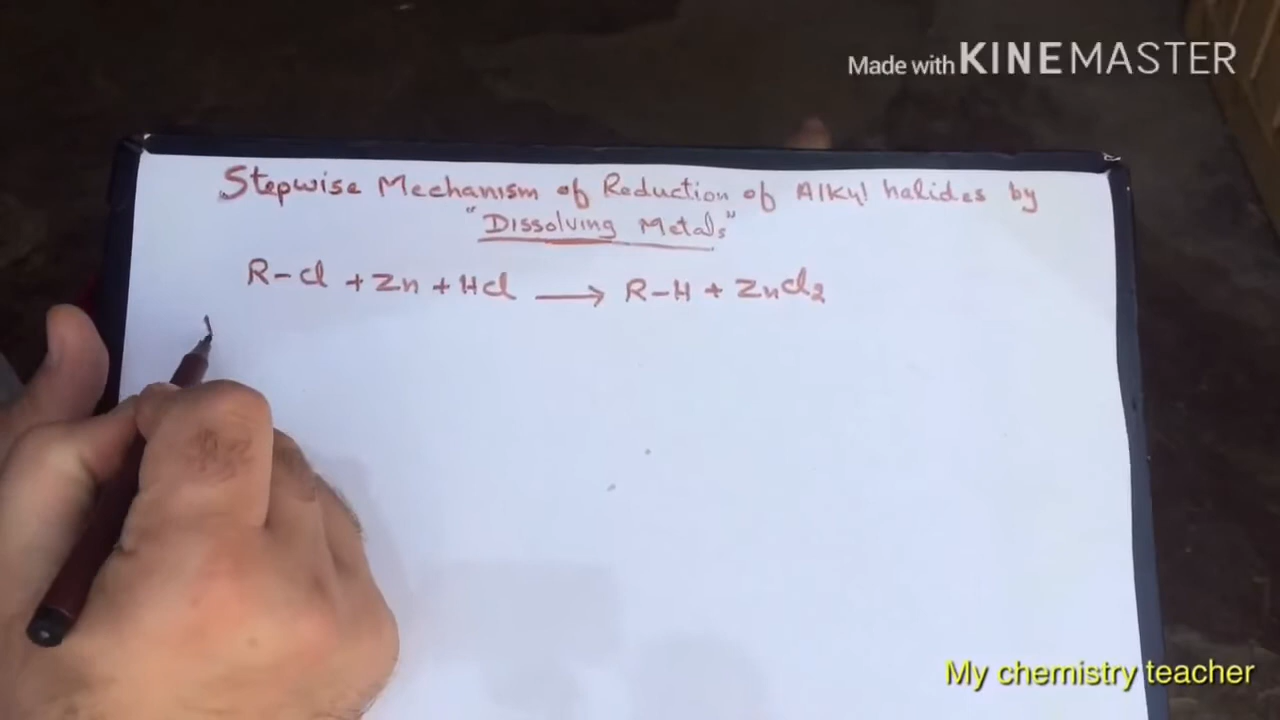 Made with KINEMASTER
Stepwise Mechanism of Reduction of Alkyl halides by
"Dissolving Metals"
R-Cl + Zn + HCl → R-H + ZnCl₂
My chemistry teacher